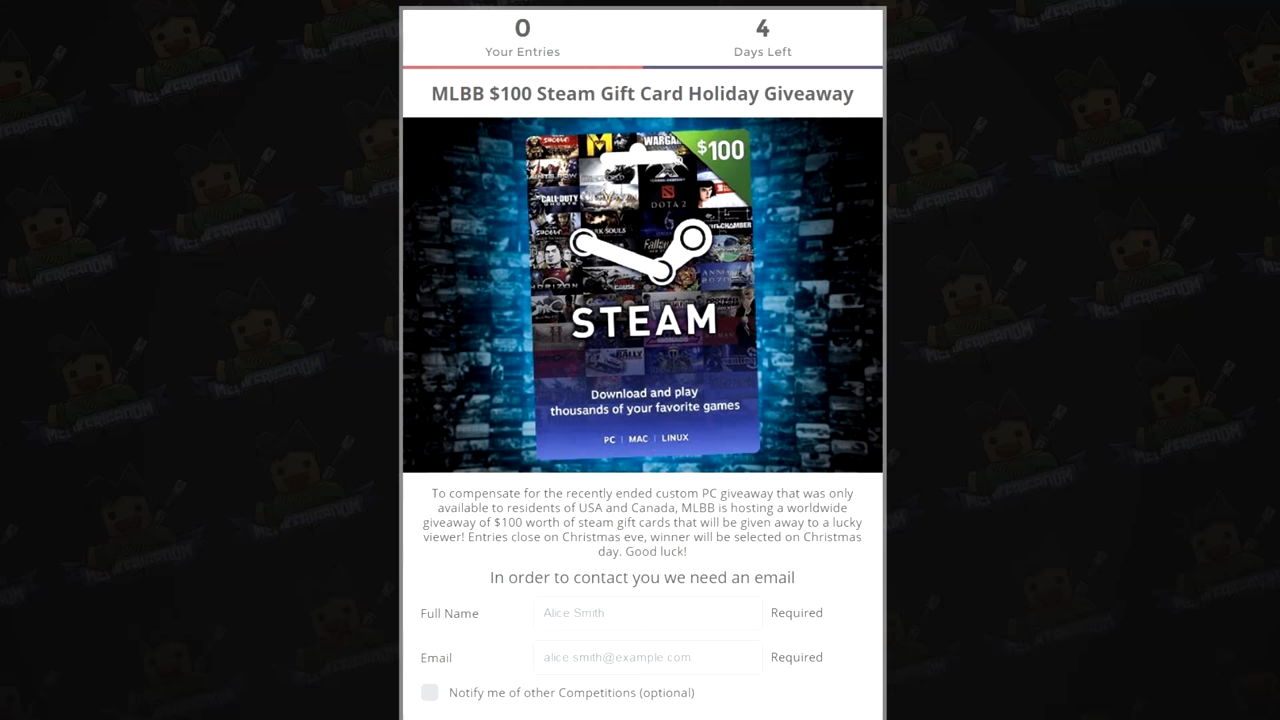 0
Your Entries
4
Days Left
MLBB $100 Steam Gift Card Holiday Giveaway
$100
WARGAME
CALL·DUTY
DOTA 2
STEAM
RALLY
Download and play
thousands of your favorite games
PC | MAC | LINUX
To compensate for the recently ended custom PC giveaway that was only
available to residents of USA and Canada, MLBB is hosting a worldwide
giveaway of $100 worth of steam gift cards that will be given away to a lucky
viewer! Entries close on Christmas eve, winner will be selected on Christmas
day. Good luck!
In order to contact you we need an email
Full Name
Alice Smith
Required
Email
alice smith@example com
Required
Notify me of other Competitions (optional)